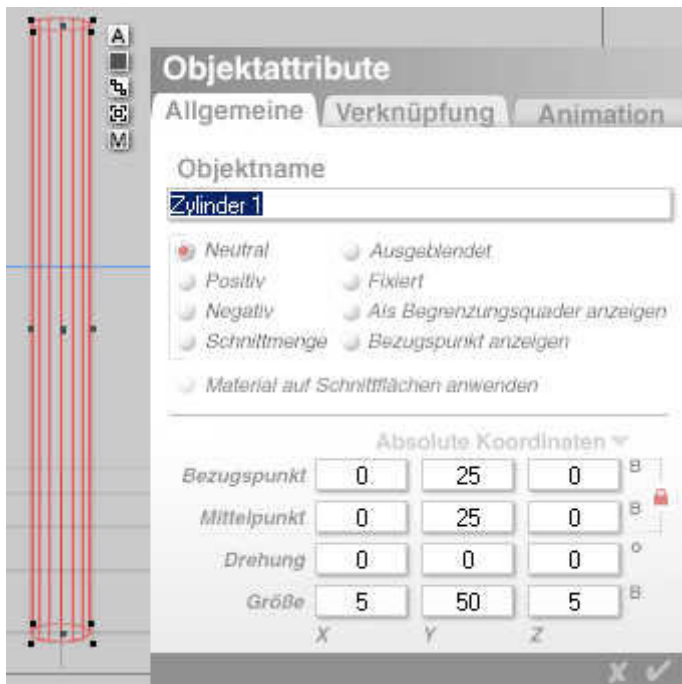 A
M
Objektattribute
Allgemeine Verknüpfung Animation
Objektname
Zylinder 1
Neutral Ausgeblendet
Positiv Fixiert
Negativ Als Begrenzungsquader anzeigen
Schnittmenge Bezugspunkt anzeigen
Material auf Schnittflächen anwenden
Absolute Koordinaten
Bezugspunkt 0 25 0 B
Mittelpunkt 0 25 0 B
Drehung 0 0 0 °
Größe 5 50 5 B
X Y Z